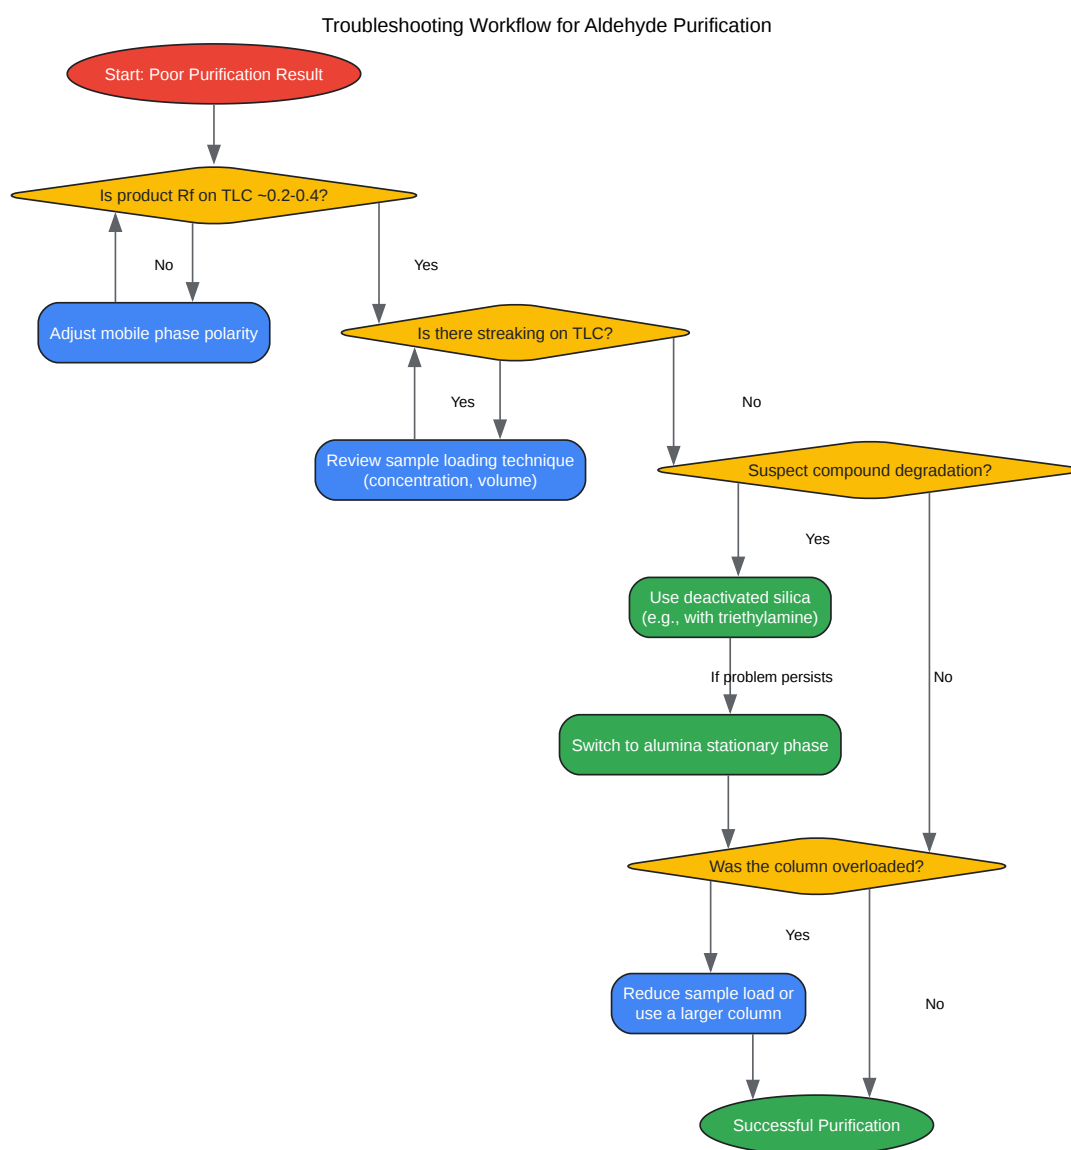 Troubleshooting Workflow for Aldehyde Purification
Start: Poor Purification Result
Is product Rf on TLC ~0.2-0.4?
No
Yes
Adjust mobile phase polarity
Is there streaking on TLC?
Yes
No
Review sample loading technique
(concentration, volume)
Suspect compound degradation?
Yes
Use deactivated silica
(e.g., with triethylamine)
If problem persists
No
Switch to alumina stationary phase
Was the column overloaded?
Yes
Reduce sample load or
use a larger column
No
Successful Purification